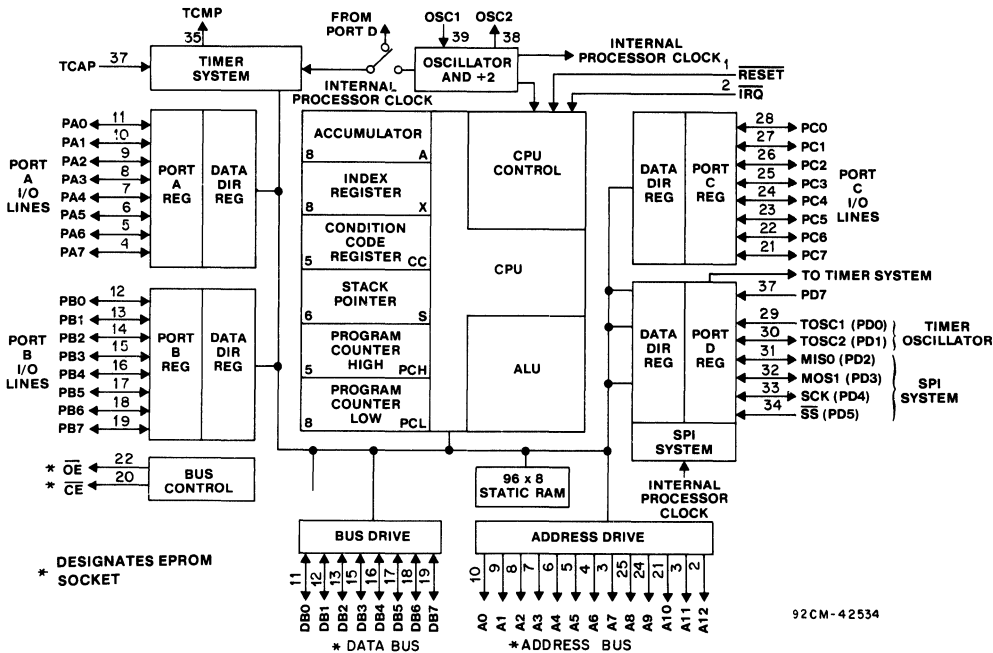 TCMP
35
FROM
PORT D
OSC1
OSC2
39
38
TCAP
37
TIMER
SYSTEM
OSCILLATOR
AND ÷2
INTERNAL
PROCESSOR CLOCK
INTERNAL
PROCESSOR CLOCK
1
RESET
2
IRQ
PORT
A
I/O
LINES
PA0 11
PA1 10
PA2 9
PA3 8
PA4 7
PA5 6
PA6 5
PA7 4
PORT
A
REG
DATA
DIR
REG
ACCUMULATOR
8 A
INDEX
REGISTER
8 X
CONDITION
CODE
REGISTER
5 CC
STACK
POINTER
6 S
PROGRAM
COUNTER
HIGH
5 PCH
PROGRAM
COUNTER
LOW
8 PCL
CPU
CONTROL
CPU
ALU
DATA
DIR
REG
PORT
C
REG
28 PC0
27 PC1
26 PC2
25 PC3
24 PC4
23 PC5
22 PC6
21 PC7
PORT
C
I/O
LINES
PORT
B
I/O
LINES
PB0 12
PB1 13
PB2 14
PB3 15
PB4 16
PB5 17
PB6 18
PB7 19
PORT
B
REG
DATA
DIR
REG
TO TIMER SYSTEM
37 PD7
DATA
DIR
REG
PORT
D
REG
29 TOSC1 (PD0)
30 TOSC2 (PD1)
31 MISO (PD2)
32 MOS1 (PD3)
33 SCK (PD4)
34 SS (PD5)
TIMER
OSCILLATOR
SPI
SYSTEM
SPI
SYSTEM
INTERNAL
PROCESSOR
CLOCK
* OE 22
* CE 20
BUS
CONTROL
96 x 8
STATIC RAM
BUS DRIVE
ADDRESS DRIVE
* DESIGNATES EPROM
SOCKET
11 12 13 15 16 17 18 19
DB0 DB1 DB2 DB3 DB4 DB5 DB6 DB7
* DATA BUS
10 9 8 7 6 5 4 3 25 24 21 3 2
A0 A1 A2 A3 A4 A5 A6 A7 A8 A9 A10 A11 A12
*ADDRESS BUS
92CM-42534